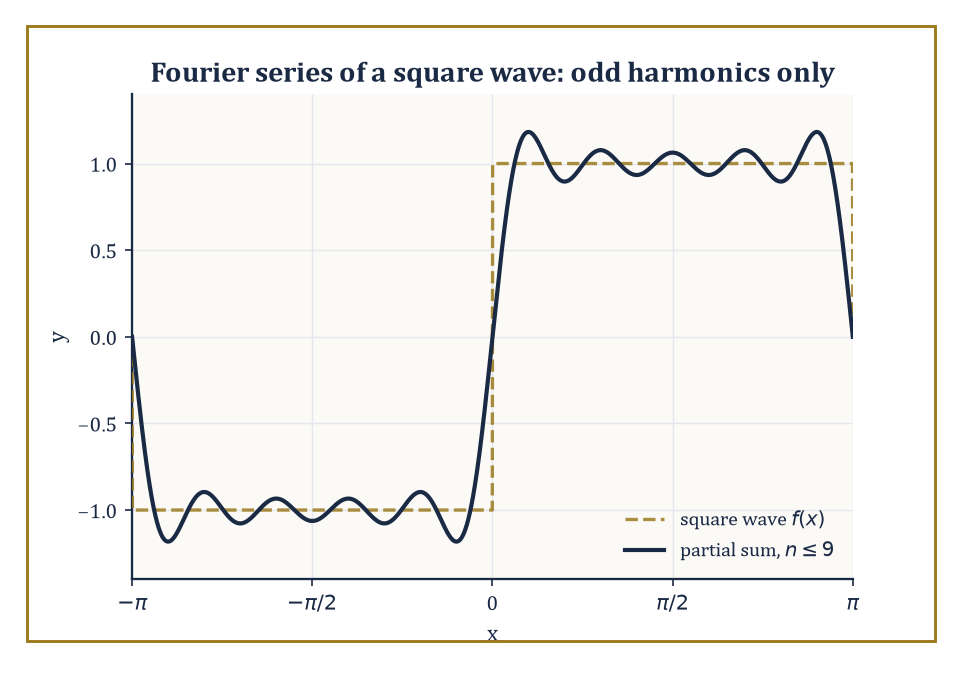 Fourier series of a square wave: odd harmonics only
y
1.0
0.5
0.0
−0.5
−1.0
square wave f(x)
partial sum, n ≤ 9
−π
−π/2
0
π/2
π
x